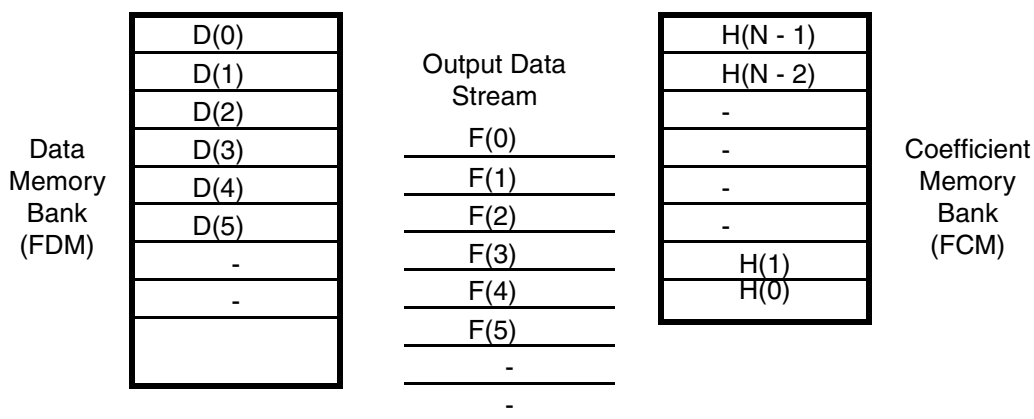 Data
Memory
Bank
(FDM)
D(0)
D(1)
D(2)
D(3)
D(4)
D(5)
-
-
Output Data
Stream
F(0)
F(1)
F(2)
F(3)
F(4)
F(5)
-
-
H(N - 1)
H(N - 2)
-
-
-
-
H(1)
H(0)
Coefficient
Memory
Bank
(FCM)